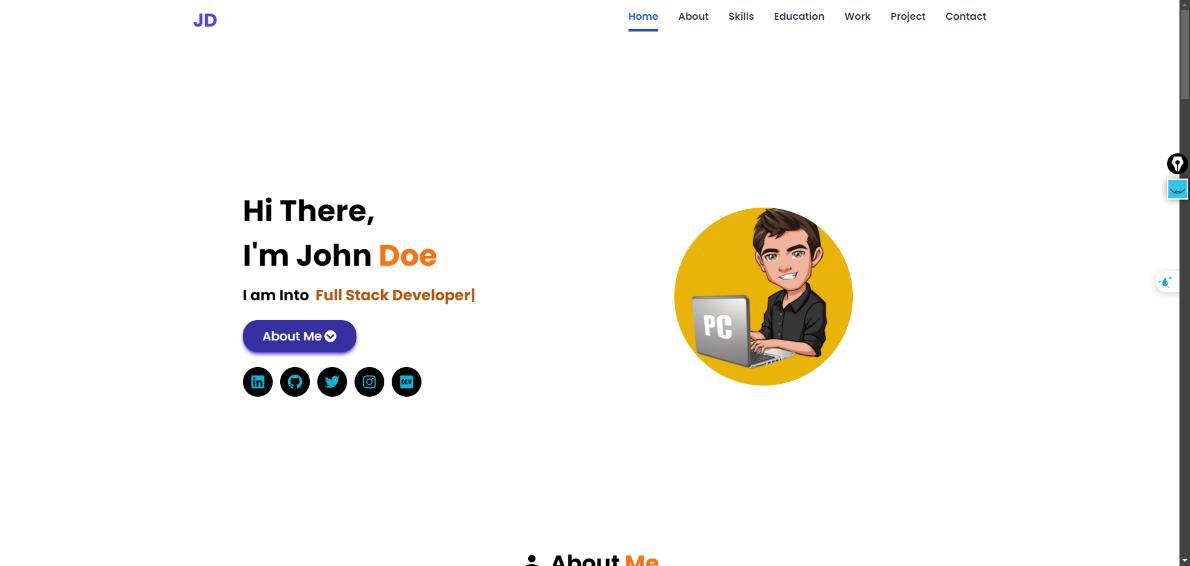 JD
Home About Skills Education Work Project Contact
Hi There,
I'm John Doe
I am Into Full Stack Developer|
About Me
DEV
PC
About Me